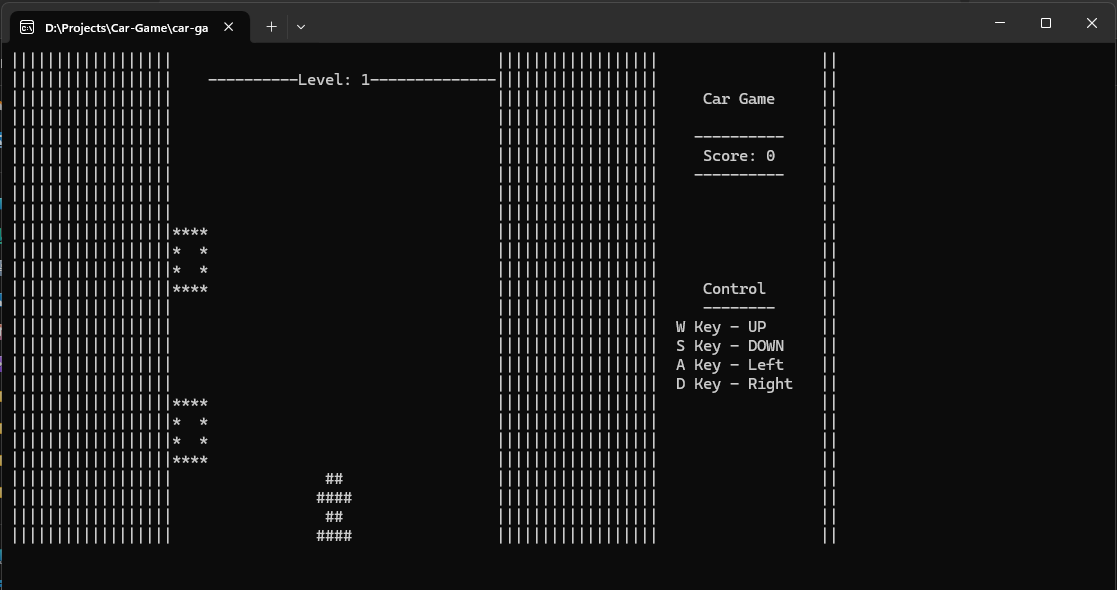 D:\Projects\Car-Game\car-ga
----------Level: 1--------------
Car Game
----------
Score: 0
----------
****
*  *
*  *
****
Control
--------
W Key - UP
S Key - DOWN
A Key - Left
D Key - Right
****
*  *
*  *
****
##
####
##
####